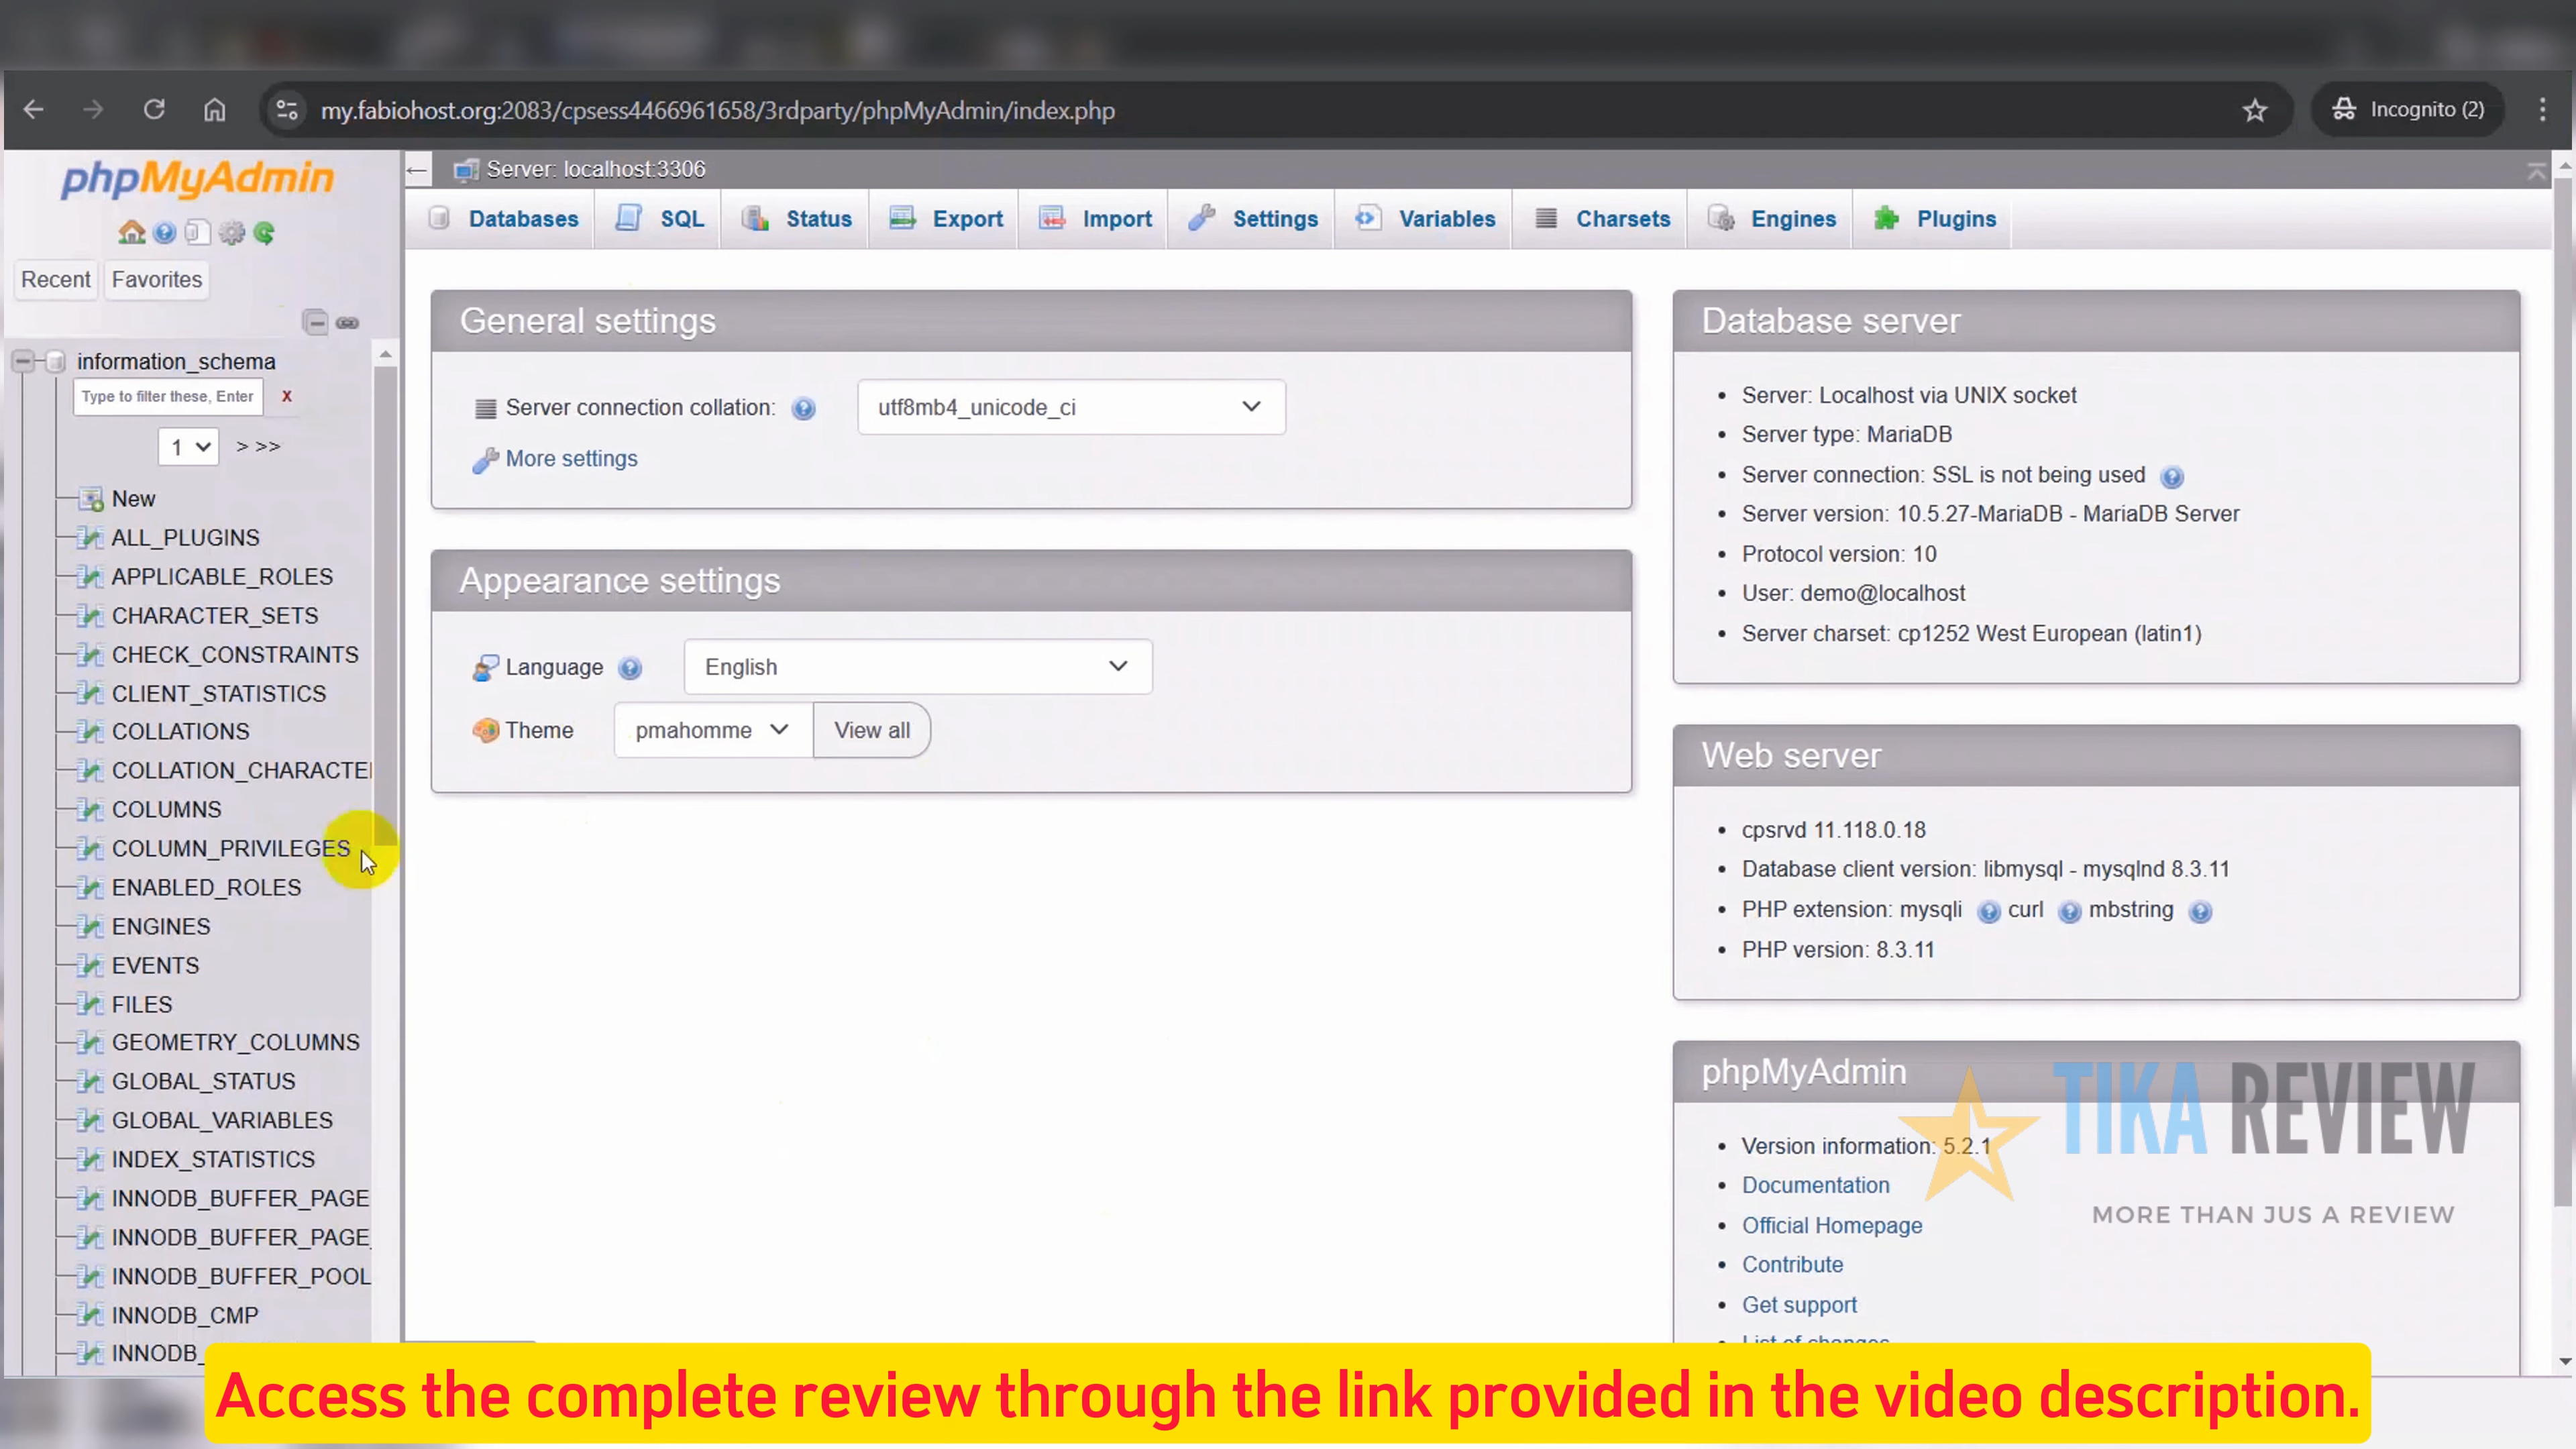 my.fabiohost.org:2083/cpsess4466961658/3rdparty/phpMyAdmin/index.php
Incognito (2)
phpMyAdmin
Recent
Favorites
information_schema
Type to filter these, Enter
X
1
> >>
New
ALL_PLUGINS
APPLICABLE_ROLES
CHARACTER_SETS
CHECK_CONSTRAINTS
CLIENT_STATISTICS
COLLATIONS
COLLATION_CHARACTE
COLUMNS
COLUMN_PRIVILEGES
ENABLED_ROLES
ENGINES
EVENTS
FILES
GEOMETRY_COLUMNS
GLOBAL_STATUS
GLOBAL_VARIABLES
INDEX_STATISTICS
INNODB_BUFFER_PAGE
INNODB_BUFFER_PAGE_
INNODB_BUFFER_POOL
INNODB_CMP
INNODB_
Server: localhost:3306
Databases
SQL
Status
Export
Import
Settings
Variables
Charsets
Engines
Plugins
General settings
Server connection collation:
utf8mb4_unicode_ci
More settings
Appearance settings
Language
English
Theme
pmahomme
View all
Database server
Server: Localhost via UNIX socket
Server type: MariaDB
Server connection: SSL is not being used
Server version: 10.5.27-MariaDB - MariaDB Server
Protocol version: 10
User: demo@localhost
Server charset: cp1252 West European (latin1)
Web server
cpsrvd 11.118.0.18
Database client version: libmysql - mysqlnd 8.3.11
PHP extension: mysqli curl mbstring
PHP version: 8.3.11
phpMyAdmin
Version information: 5.2.1
Documentation
Official Homepage
Contribute
Get support
List of changes
TIKA REVIEW
MORE THAN JUS A REVIEW
Access the complete review through the link provided in the video description.